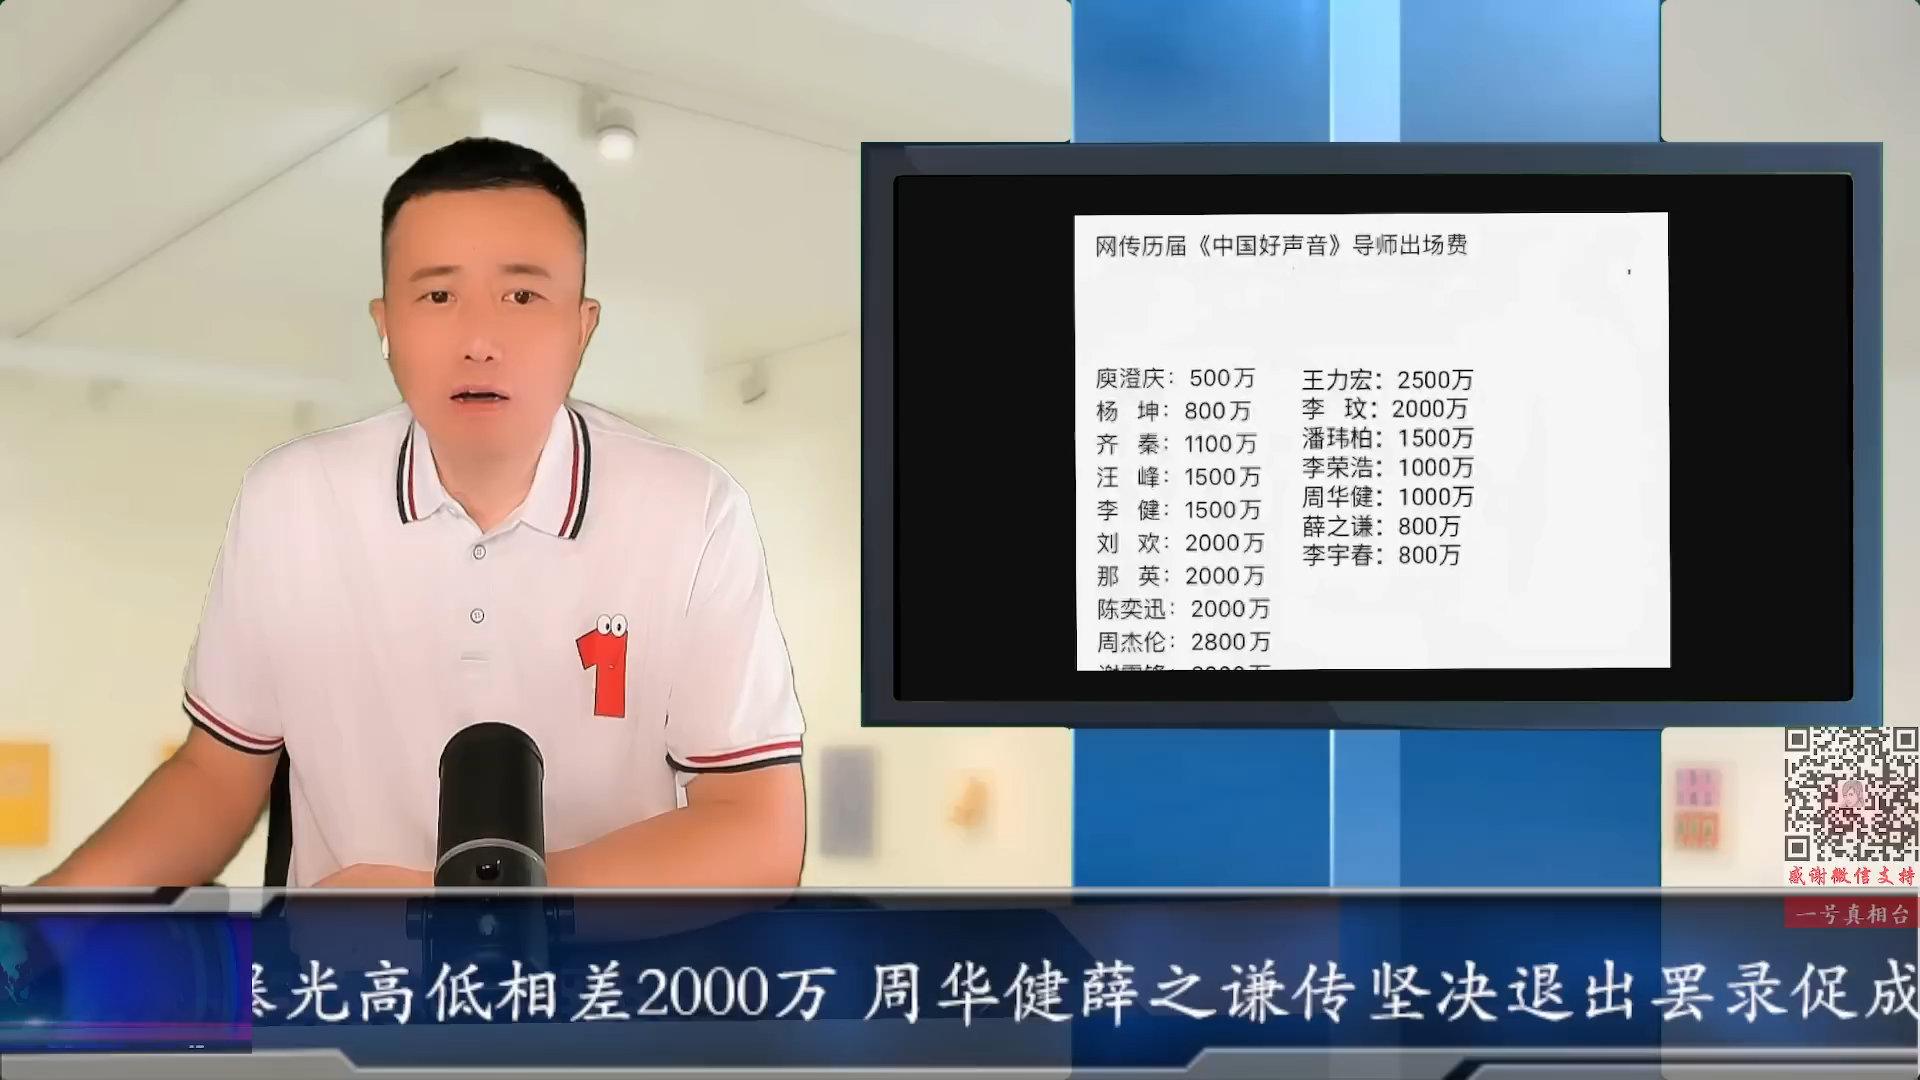 网传历届《中国好声音》导师出场费
庾澄庆：500万
杨 坤：800万
齐 秦：1100万
汪 峰：1500万
李 健：1500万
刘 欢：2000万
那 英：2000万
陈奕迅：2000万
周杰伦：2800万
王力宏：2500万
李 玟：2000万
潘玮柏：1500万
李荣浩：1000万
周华健：1000万
薛之谦：800万
李宇春：800万
1
感谢微信支持
一号真相台
光高低相差2000万 周华健薛之谦传坚决退出罢录促成